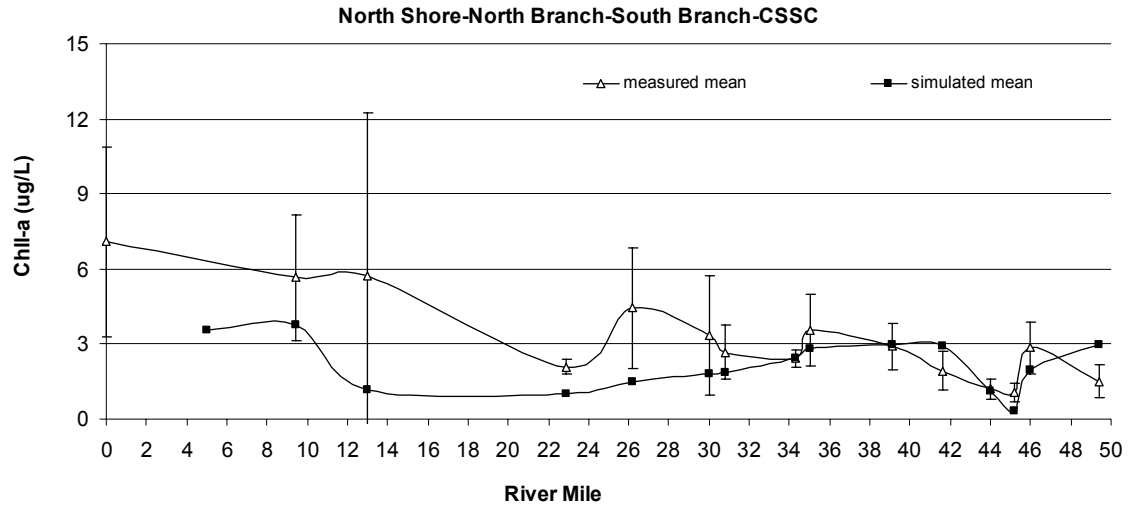 North Shore-North Branch-South Branch-CSSC
15
measured mean
simulated mean
12
9
6
3
0
Chll-a (ug/L)
0 2 4 6 8 10 12 14 16 18 20 22 24 26 28 30 32 34 36 38 40 42 44 46 48 50
River Mile